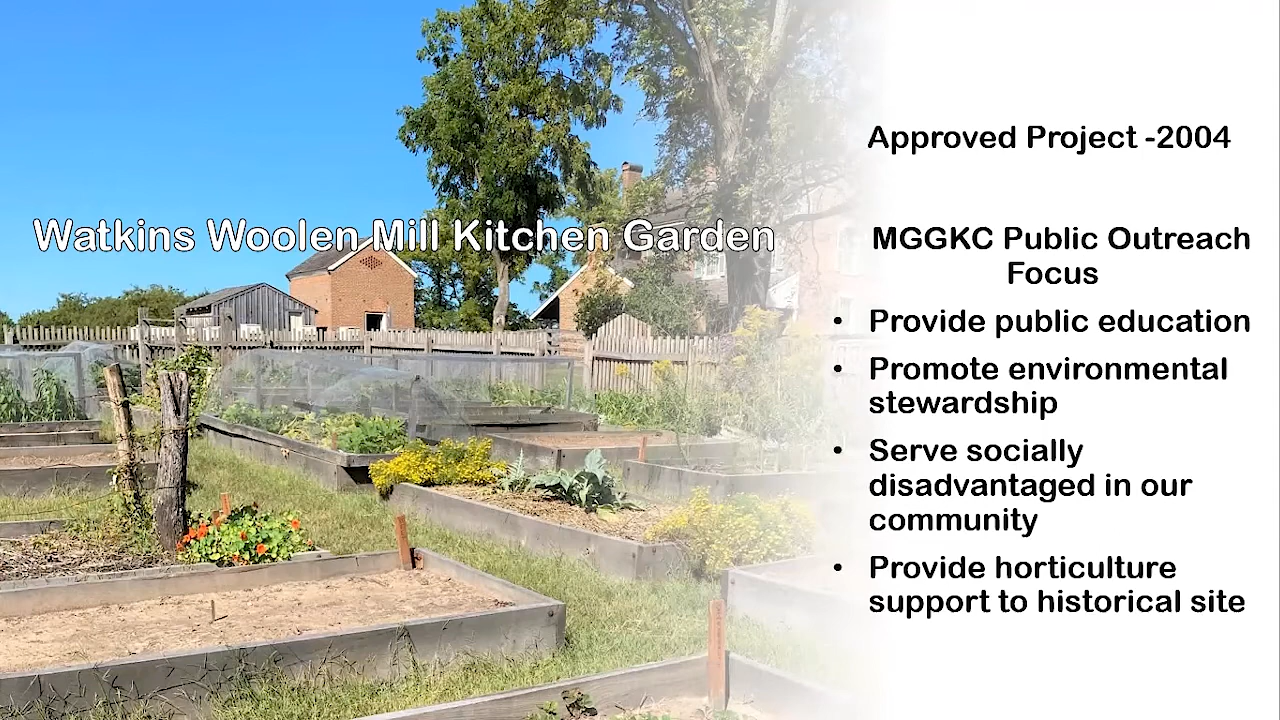 Watkins Woolen Mill Kitchen Garden
Approved Project -2004
MGGKC Public Outreach
Focus
• Provide public education
• Promote environmental
stewardship
• Serve socially
disadvantaged in our
community
• Provide horticulture
support to historical site